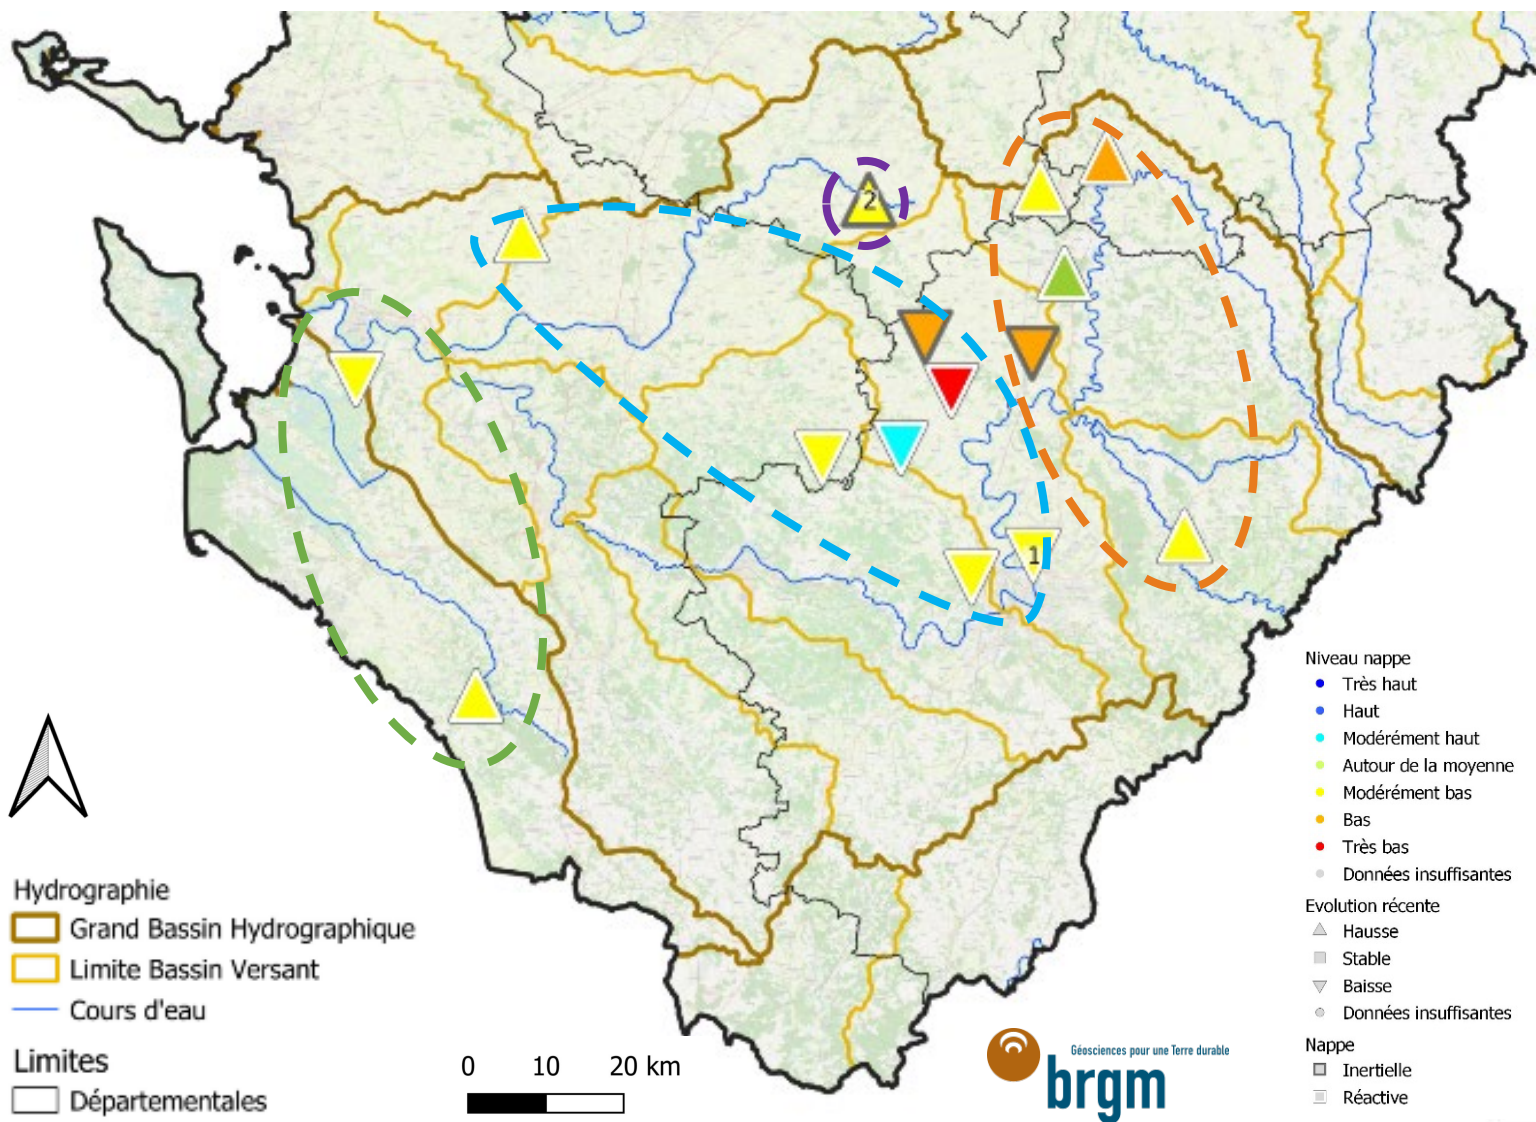 2
1
Niveau nappe
Très haut
Haut
Modérément haut
Autour de la moyenne
Modérément bas
Bas
Très bas
Données insuffisantes
Evolution récente
Hausse
Stable
Baisse
Données insuffisantes
Nappe
Inertielle
Réactive
Hydrographie
Grand Bassin Hydrographique
Limite Bassin Versant
Cours d'eau
Limites
Départementales
0 10 20 km
Géosciences pour une Terre durable
brgm